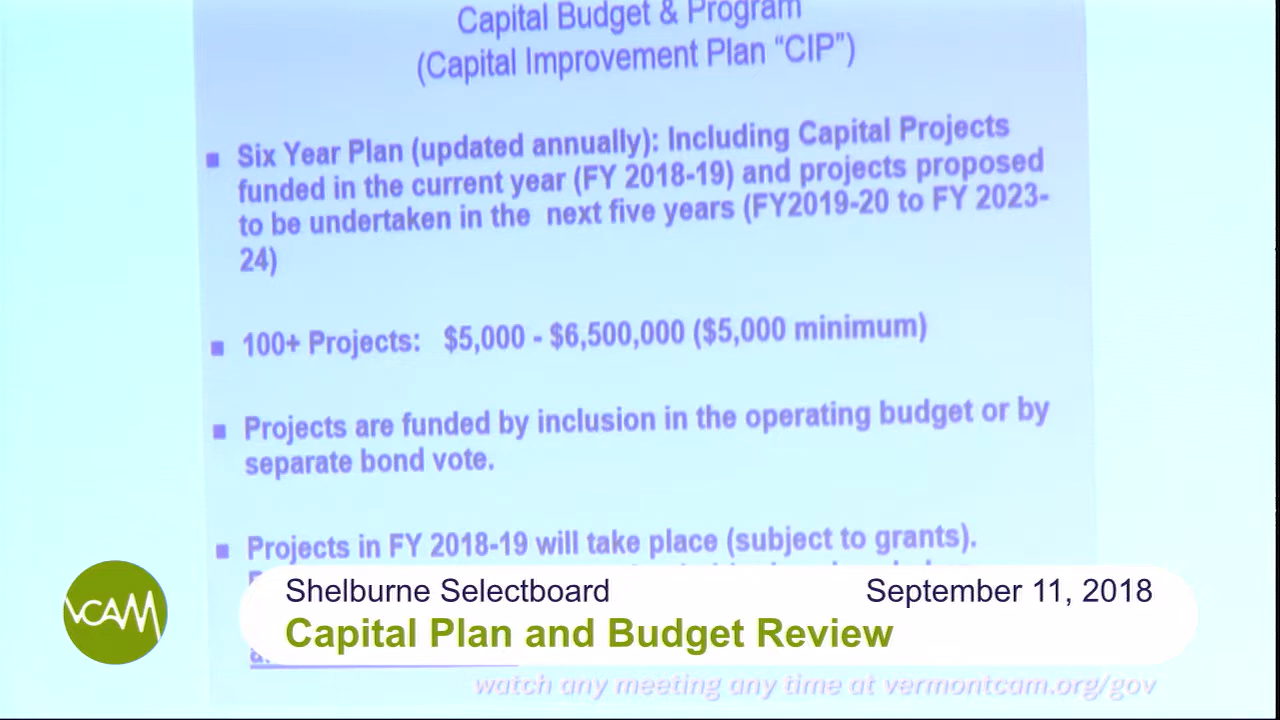 Capital Budget & Program
(Capital Improvement Plan “CIP”)
Six Year Plan (updated annually): Including Capital Projects
funded in the current year (FY 2018-19) and projects proposed
to be undertaken in the next five years (FY2019-20 to FY 2023-
24)
100+ Projects: $5,000 - $6,500,000 ($5,000 minimum)
Projects are funded by inclusion in the operating budget or by
separate bond vote.
Projects in FY 2018-19 will take place (subject to grants).
VCAM
Shelburne Selectboard September 11, 2018
Capital Plan and Budget Review
watch any meeting any time at vermontcam.org/gov